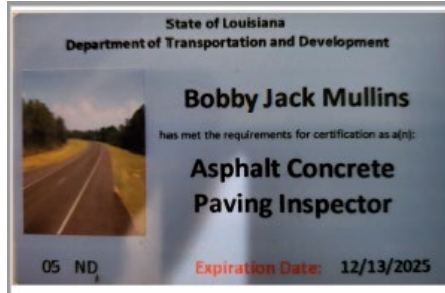 State of Louisiana
Department of Transportation and Development
Bobby Jack Mullins
has met the requirements for certification as a(n):
Asphalt Concrete
Paving Inspector
05 ND
Expiration Date: 12/13/2025